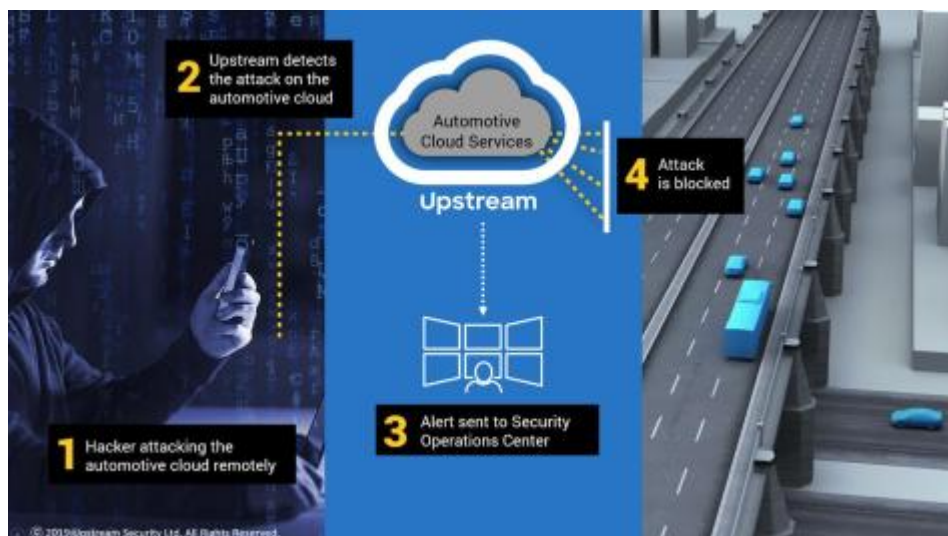 2 Upstream detects
the attack on the
automotive cloud
Automotive
Cloud Services
Upstream
4 Attack
is blocked
3 Alert sent to Security
Operations Center
1 Hacker attacking the
automotive cloud remotely
© 2019 Upstream Security Ltd. All Rights Reserved.